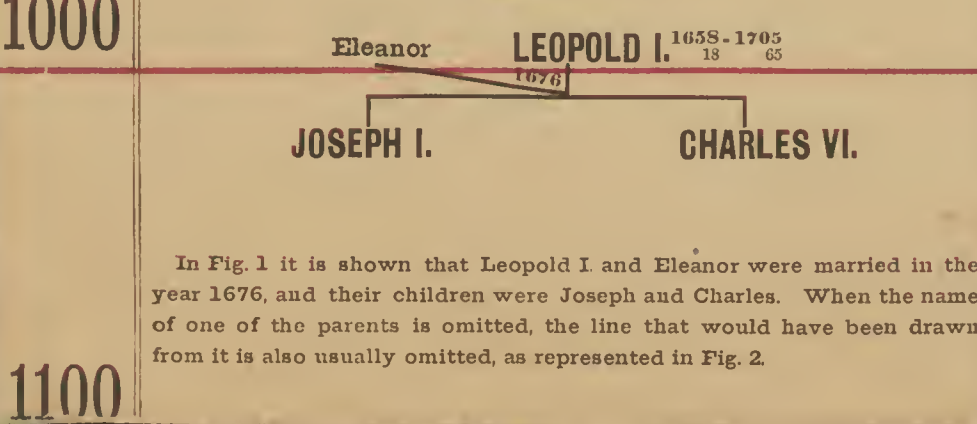 1000
Eleanor LEOPOLD I. 1658-1705
18 65
1676
JOSEPH I. CHARLES VI.
In Fig. 1 it is shown that Leopold I. and Eleanor were married in the
year 1676, and their children were Joseph and Charles. When the name
of one of the parents is omitted, the line that would have been drawn
from it is also usually omitted, as represented in Fig. 2.
1100